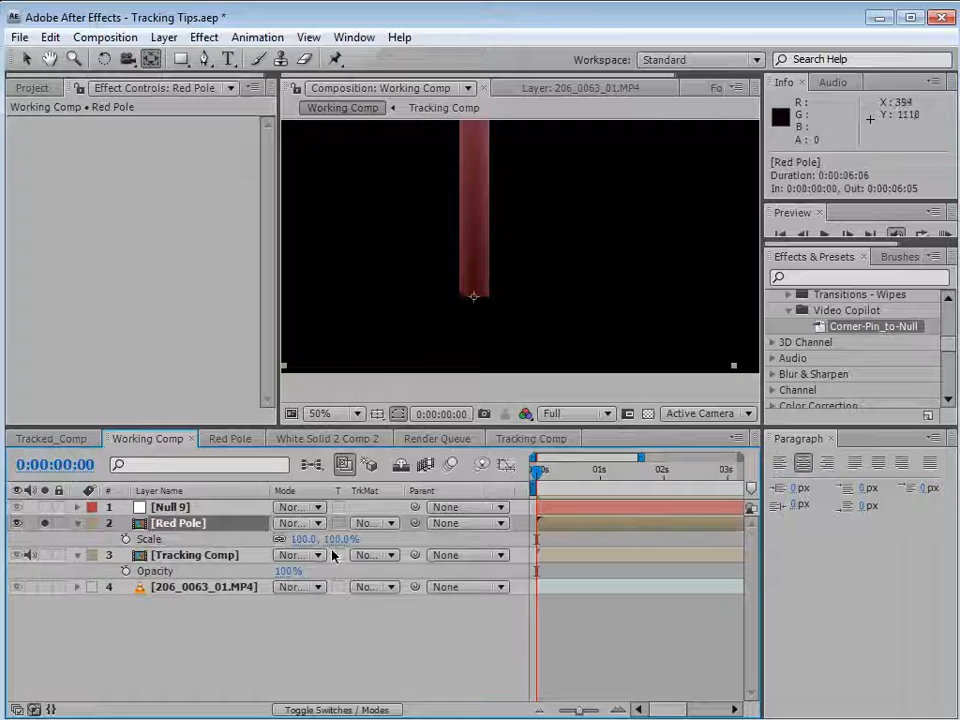 Adobe After Effects - Tracking Tips.aep *
File Edit Composition Layer Effect Animation View Window Help
Workspace: Standard Search Help
Project Effect Controls: Red Pole
Working Comp • Red Pole
Composition: Working Comp Layer: 206_0063_01.MP4 Fo
Working Comp Tracking Comp
Info Audio
R: X: 394
G: Y: 1118
B:
A: 0
[Red Pole]
Duration: 0:00:06:06
In: 0:00:00:00, Out: 0:00:06:05
Preview
Effects & Presets Brushes
Transitions - Wipes
Video Copilot
Corner-Pin_to-Null
3D Channel
Audio
Blur & Sharpen
Channel
Color Correction
50% 0:00:00:00 Full Active Camera
Tracked_Comp Working Comp Red Pole White Solid 2 Comp 2 Render Queue Tracking Comp
Paragraph
0:00:00:00
01s 02s 03s
# Layer Name Mode T TrkMat Parent
1 [Null 9] Nor... None
2 [Red Pole] Nor... No... None
Scale 100.0, 100.0%
3 [Tracking Comp] Nor... No... None
Opacity 100%
4 [206_0063_01.MP4] Nor... No... None
0 px 0 px 0 px
0 px 0 px
Toggle Switches / Modes